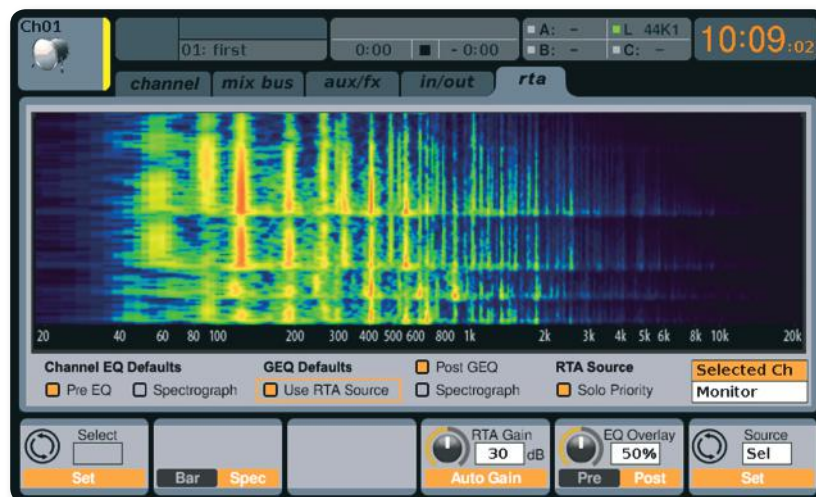 Ch01
A: - L 44K1
01: first 0:00 - 0:00 B: - C: - 10:09:02
channel mix bus aux/fx in/out rta
20 40 60 80 100 200 300 400 500 600 800 1k 2k 3k 4k 5k 6k 8k 10k 20k
Channel EQ Defaults GEQ Defaults Post GEQ RTA Source Selected Ch
Pre EQ Spectrograph Use RTA Source Spectrograph Solo Priority Monitor
Select RTA Gain EQ Overlay Source
30 dB 50% Sel
Set Bar Spec Auto Gain Pre Post Set